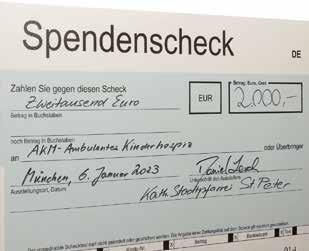 Spendenscheck
DE
Zahlen Sie gegen diesen Scheck
Zweitausend Euro
EUR
Betrag: Euro, Cent
2.000,-
Betrag in Buchstaben
noch Betrag in Buchstaben
an AKM-Ambulantes Kinderhospiz oder Überbringer
München, 6. Januar 2023
Ausstellungsort, Datum
Unterschrift des Ausstellers
Kath. Stadtpfarrei St Peter